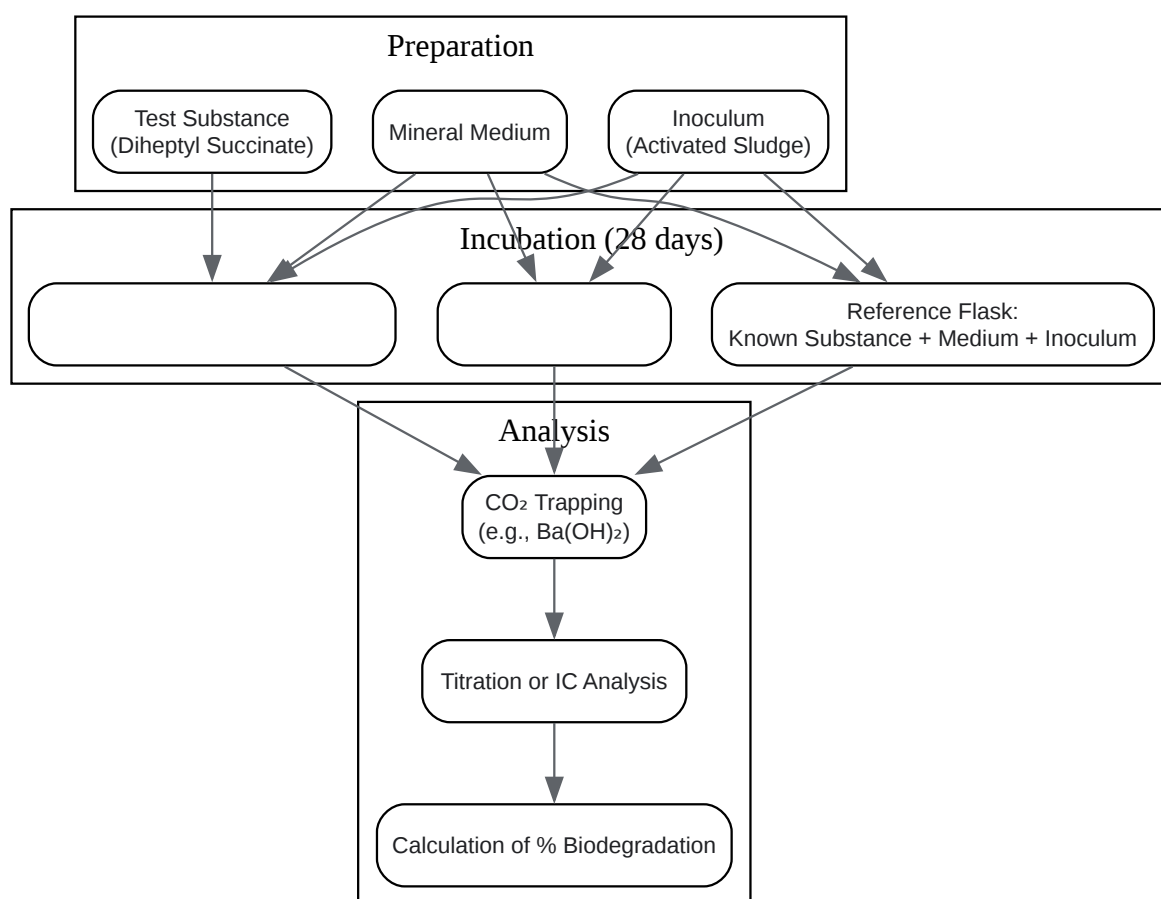 Preparation
Test Substance
(Diheptyl Succinate)
Mineral Medium
Inoculum
(Activated Sludge)
Incubation (28 days)
Reference Flask:
Known Substance + Medium + Inoculum
Analysis
CO₂ Trapping
(e.g., Ba(OH)₂)
Titration or IC Analysis
Calculation of % Biodegradation